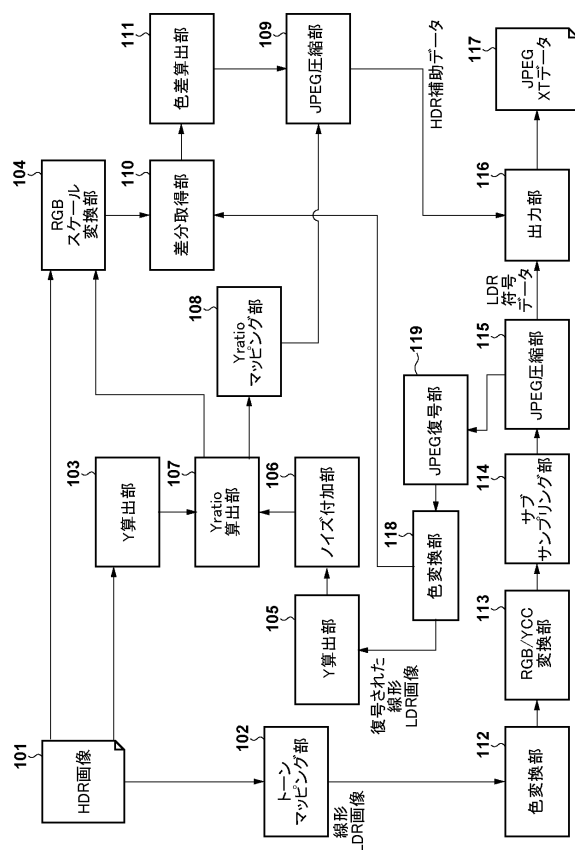 101
HDR画像
102
トーン
マッピング部
線形
LDR画像
103
Y算出部
104
RGB
スケール
変換部
105
Y算出部
復号された
線形
LDR画像
106
ノイズ付加部
107
Yratio
算出部
108
Yratio
マッピング部
109
JPEG圧縮部
HDR補助データ
110
差分取得部
111
色差算出部
112
色変換部
113
RGB/YCC
変換部
114
サブ
サンプリング部
115
JPEG圧縮部
LDR
符号
データ
116
出力部
117
JPEG
XTデータ
118
色変換部
119
JPEG復号部